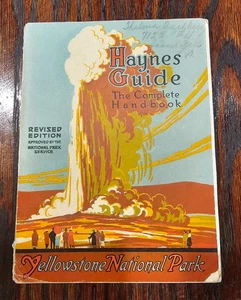 Haynes
Guide
The Complete
Handbook
REVISED
EDITION
APPROVED BY THE
NATIONAL PARK
SERVICE
Yellowstone National Park